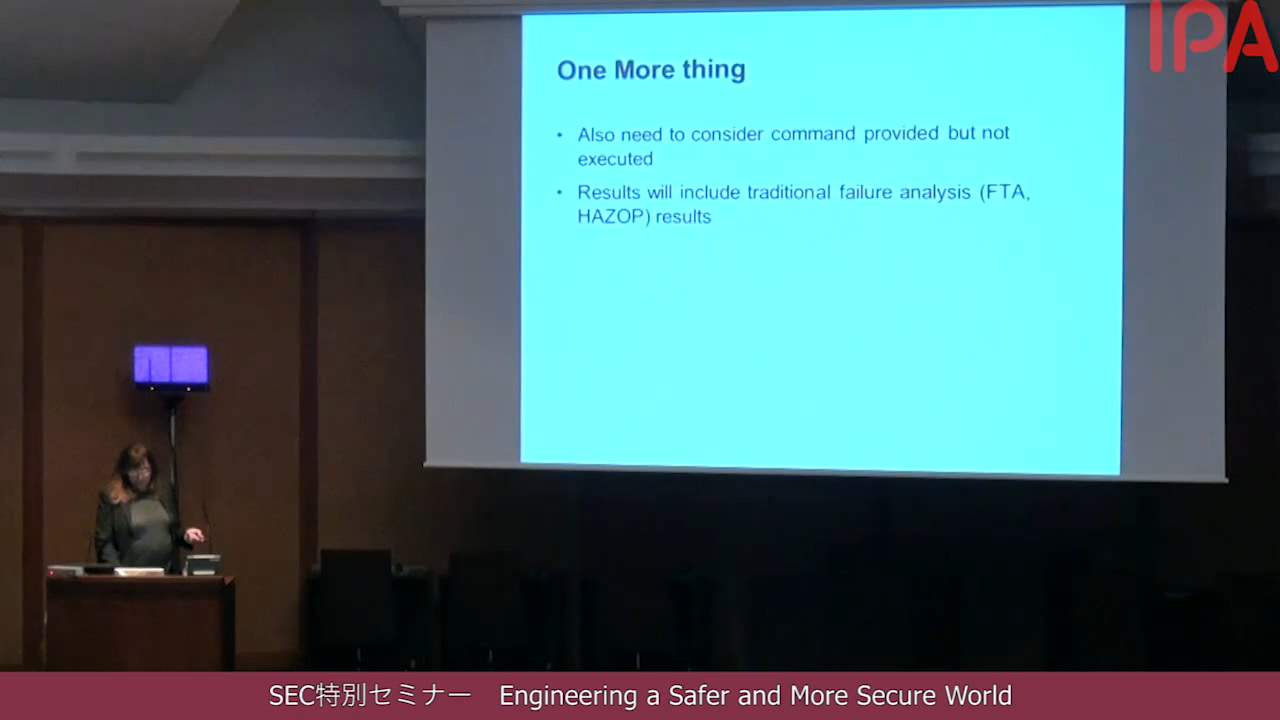 IPA
One More thing
• Also need to consider command provided but not
executed
• Results will include traditional failure analysis (FTA,
HAZOP) results
SEC特別セミナー Engineering a Safer and More Secure World